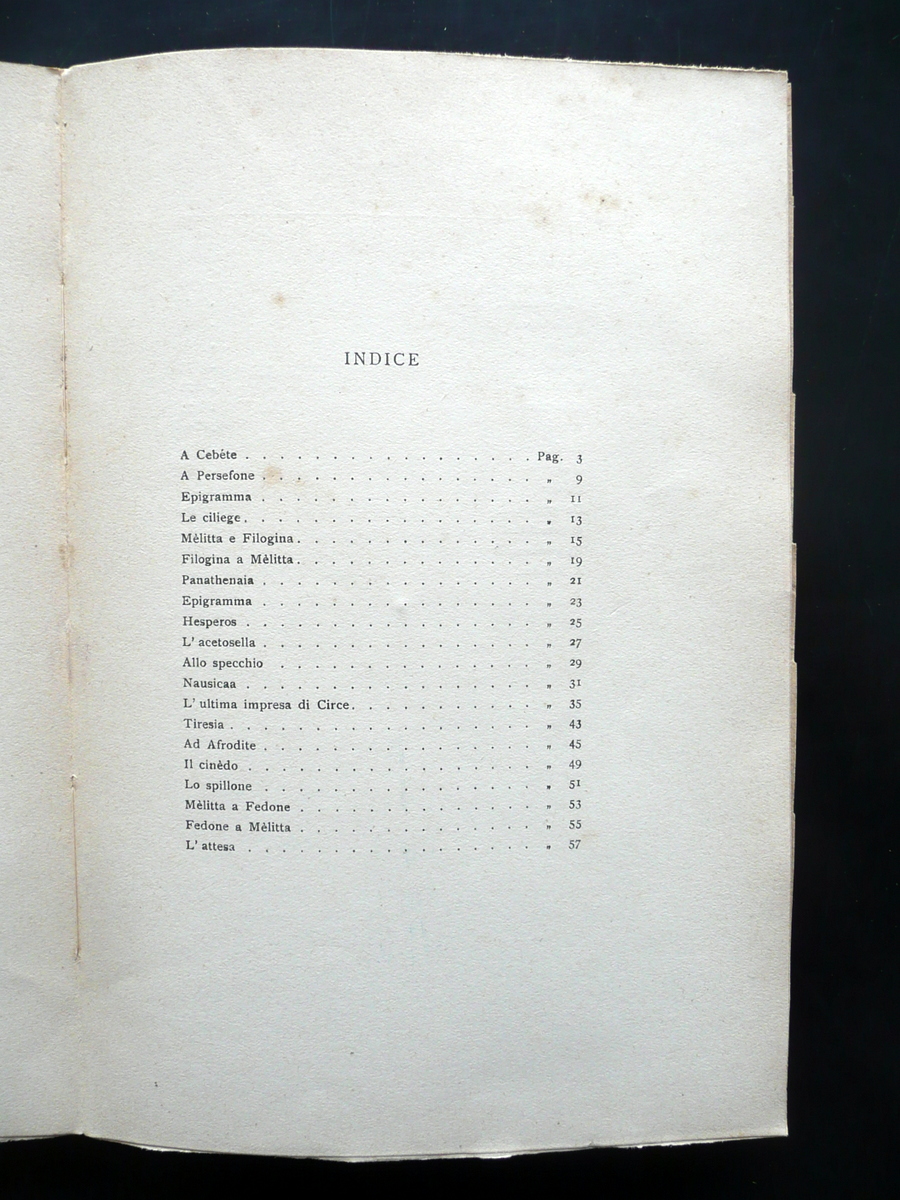 INDICE
A Cebéte . . . . . . . . . . . . . . . . . Pag. 3
A Persefone . . . . . . . . . . . . . . . . „ 9
Epigramma . . . . . . . . . . . . . . . . „ 11
Le ciliege . . . . . . . . . . . . . . . . . „ 13
Mèlitta e Filogina . . . . . . . . . . . . . . „ 15
Filogina a Mèlitta . . . . . . . . . . . . . . „ 19
Panathenaia . . . . . . . . . . . . . . . . „ 21
Epigramma . . . . . . . . . . . . . . . . „ 23
Hesperos . . . . . . . . . . . . . . . . . „ 25
L' acetosella . . . . . . . . . . . . . . . . „ 27
Allo specchio . . . . . . . . . . . . . . . „ 29
Nausicaa . . . . . . . . . . . . . . . . . „ 31
L' ultima impresa di Circe . . . . . . . . . . . „ 35
Tiresia . . . . . . . . . . . . . . . . . . „ 43
Ad Afrodite . . . . . . . . . . . . . . . . „ 45
Il cinèdo . . . . . . . . . . . . . . . . . „ 49
Lo spillone . . . . . . . . . . . . . . . . „ 51
Mèlitta a Fedone . . . . . . . . . . . . . . „ 53
Fedone a Mèlitta . . . . . . . . . . . . . . „ 55
L' attesa . . . . . . . . . . . . . . . . . „ 57